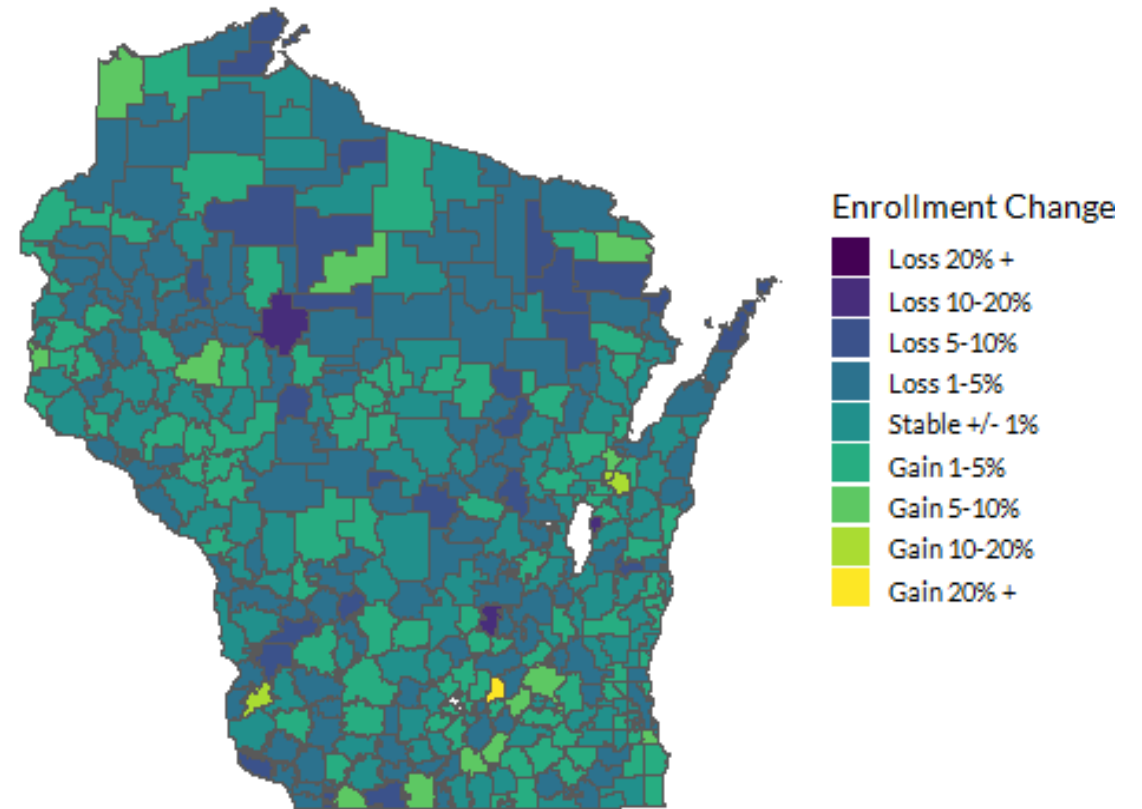 Enrollment Change
Loss 20% +
Loss 10-20%
Loss 5-10%
Loss 1-5%
Stable +/- 1%
Gain 1-5%
Gain 5-10%
Gain 10-20%
Gain 20% +